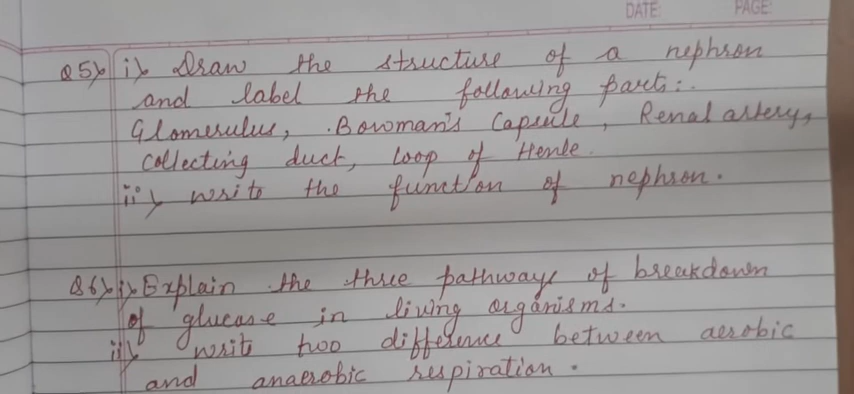 DATE: PAGE:
Q5) i) Draw the structure of a nephron
and label the following parts:.
Glomerulus, Bowman's Capsule, Renal artery,
Collecting duct, loop of Henle.
ii) write the function of nephron.
Q6) i) Explain the three pathways of breakdown
of glucose in living organisms.
ii) write two difference between aerobic
and anaerobic respiration.